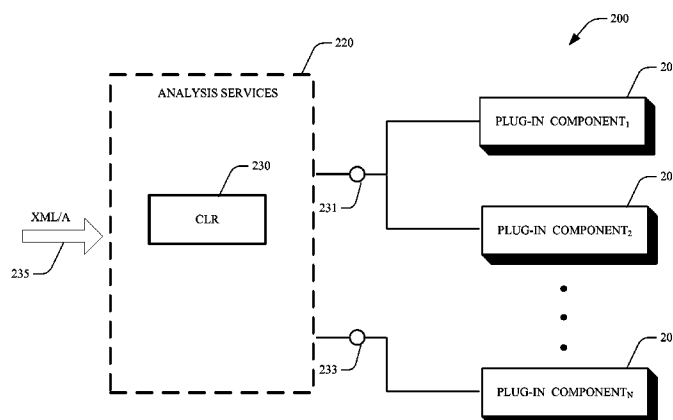 200
220
20
ANALYSIS SERVICES
PLUG-IN COMPONENT₁
230
231
20
XML/A
CLR
PLUG-IN COMPONENT₂
235
20
233
PLUG-IN COMPONENT_N